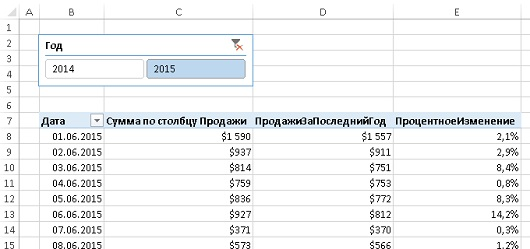 A B C D E
1
2 Год
3
4 2014 2015
5
6
7 Дата Сумма по столбцу Продажи ПродажиЗаПоследнийГод ПроцентноеИзменение
8 01.06.2015 $1 590 $1 557 2,1%
9 02.06.2015 $937 $911 2,9%
10 03.06.2015 $814 $751 8,4%
11 04.06.2015 $759 $753 0,8%
12 05.06.2015 $836 $772 8,3%
13 06.06.2015 $927 $812 14,2%
14 07.06.2015 $371 $370 0,3%
15 08.06.2015 $573 $566 1,2%